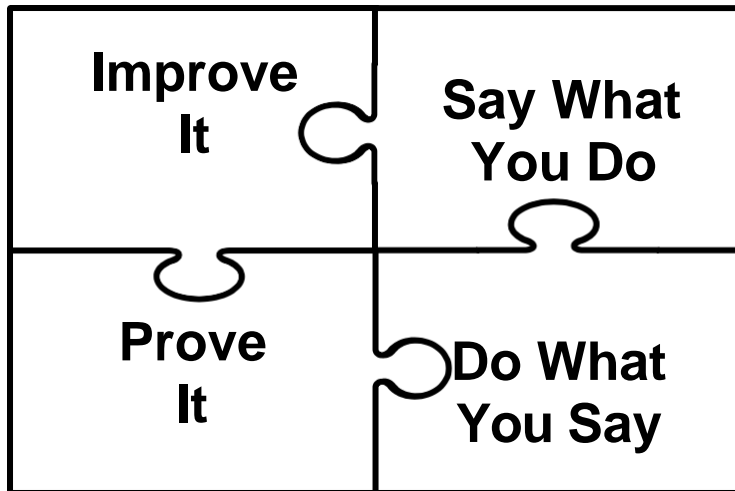 Improve
It
Say What
You Do
Prove
It
Do What
You Say